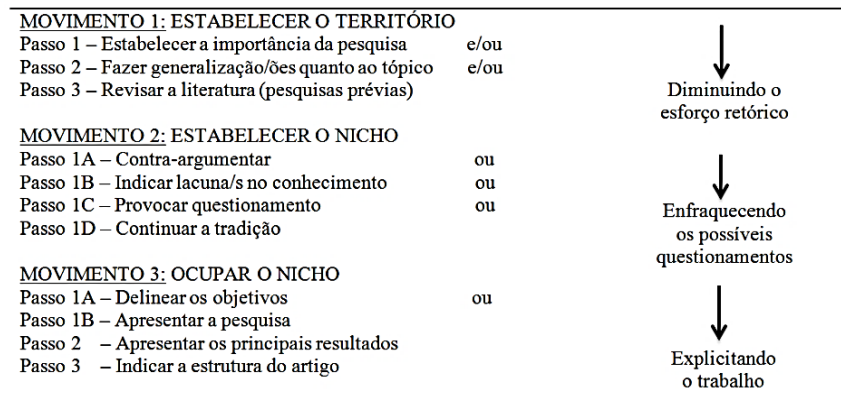 MOVIMENTO 1: ESTABELECER O TERRITÓRIO
Passo 1 – Estabelecer a importância da pesquisa e/ou
Passo 2 – Fazer generalização/ões quanto ao tópico e/ou
Passo 3 – Revisar a literatura (pesquisas prévias)
Diminuindo o
esforço retórico
MOVIMENTO 2: ESTABELECER O NICHO
Passo 1A – Contra-argumentar ou
Passo 1B – Indicar lacuna/s no conhecimento ou
Passo 1C – Provocar questionamento ou
Passo 1D – Continuar a tradição
Enfraquecendo
os possíveis
questionamentos
MOVIMENTO 3: OCUPAR O NICHO
Passo 1A – Delinear os objetivos ou
Passo 1B – Apresentar a pesquisa
Passo 2 – Apresentar os principais resultados
Passo 3 – Indicar a estrutura do artigo
Explicitando
o trabalho